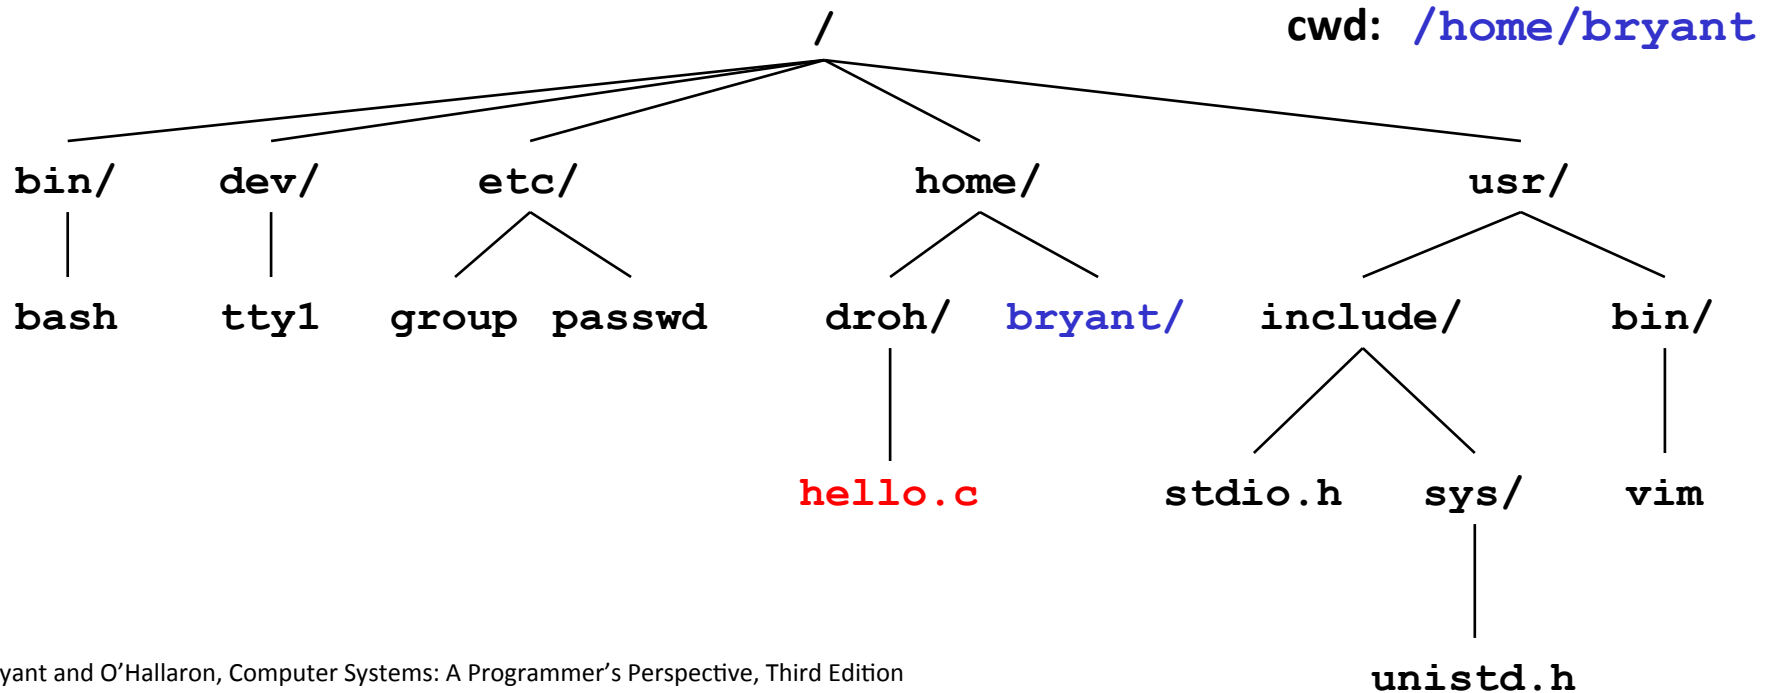 /
cwd: /home/bryant
bin/ dev/ etc/ home/ usr/
bash tty1 group passwd droh/ bryant/ include/ bin/
hello.c stdio.h sys/ vim
yant and O’Hallaron, Computer Systems: A Programmer’s Perspective, Third Edition
unistd.h